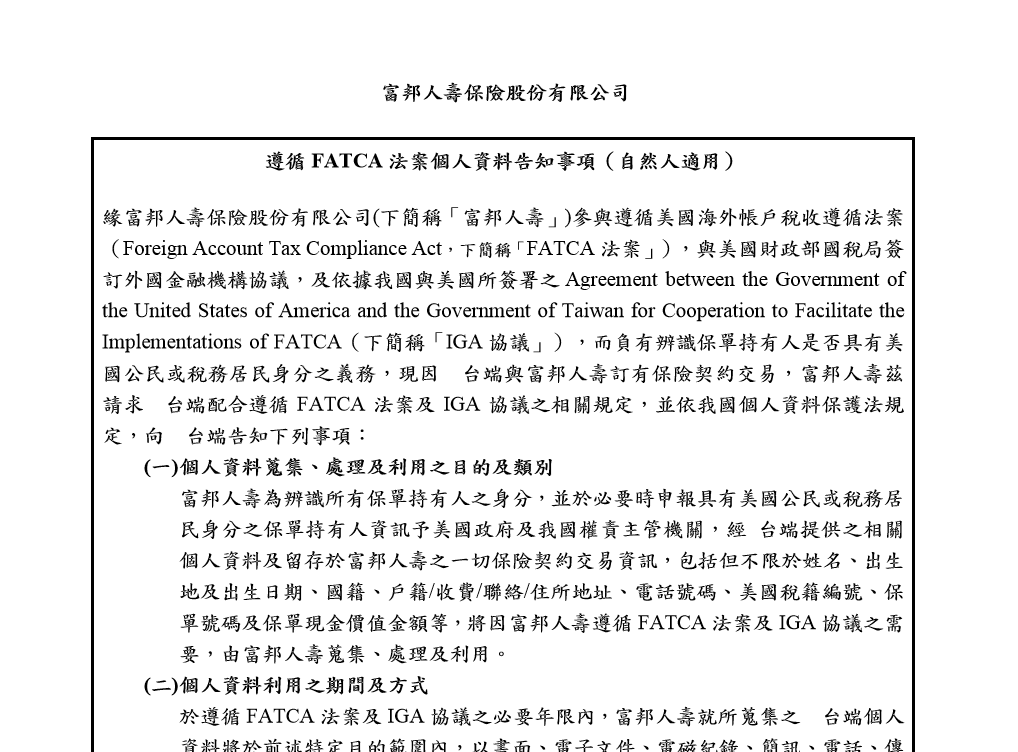 富邦人壽保險股份有限公司
遵循 FATCA 法案個人資料告知事項（自然人適用）
緣富邦人壽保險股份有限公司(下簡稱「富邦人壽」)參與遵循美國海外帳戶稅收遵循法案
（Foreign Account Tax Compliance Act，下簡稱「FATCA 法案」），與美國財政部國稅局簽
訂外國金融機構協議，及依據我國與美國所簽署之 Agreement between the Government of
the United States of America and the Government of Taiwan for Cooperation to Facilitate the
Implementations of FATCA（下簡稱「IGA 協議」），而負有辨識保單持有人是否具有美
國公民或稅務居民身分之義務，現因　台端與富邦人壽訂有保險契約交易，富邦人壽茲
請求　台端配合遵循 FATCA 法案及 IGA 協議之相關規定，並依我國個人資料保護法規
定，向　台端告知下列事項：
(一)個人資料蒐集、處理及利用之目的及類別
富邦人壽為辨識所有保單持有人之身分，並於必要時申報具有美國公民或稅務居
民身分之保單持有人資訊予美國政府及我國權責主管機關，經 台端提供之相關
個人資料及留存於富邦人壽之一切保險契約交易資訊，包括但不限於姓名、出生
地及出生日期、國籍、戶籍/收費/聯絡/住所地址、電話號碼、美國稅籍編號、保
單號碼及保單現金價值金額等，將因富邦人壽遵循 FATCA 法案及 IGA 協議之需
要，由富邦人壽蒐集、處理及利用。
(二)個人資料利用之期間及方式
於遵循 FATCA 法案及 IGA 協議之必要年限內，富邦人壽就所蒐集之　台端個人
資料將於前述特定目的範圍內，以書面、電子文件、電磁紀錄、簡訊、電話、傳